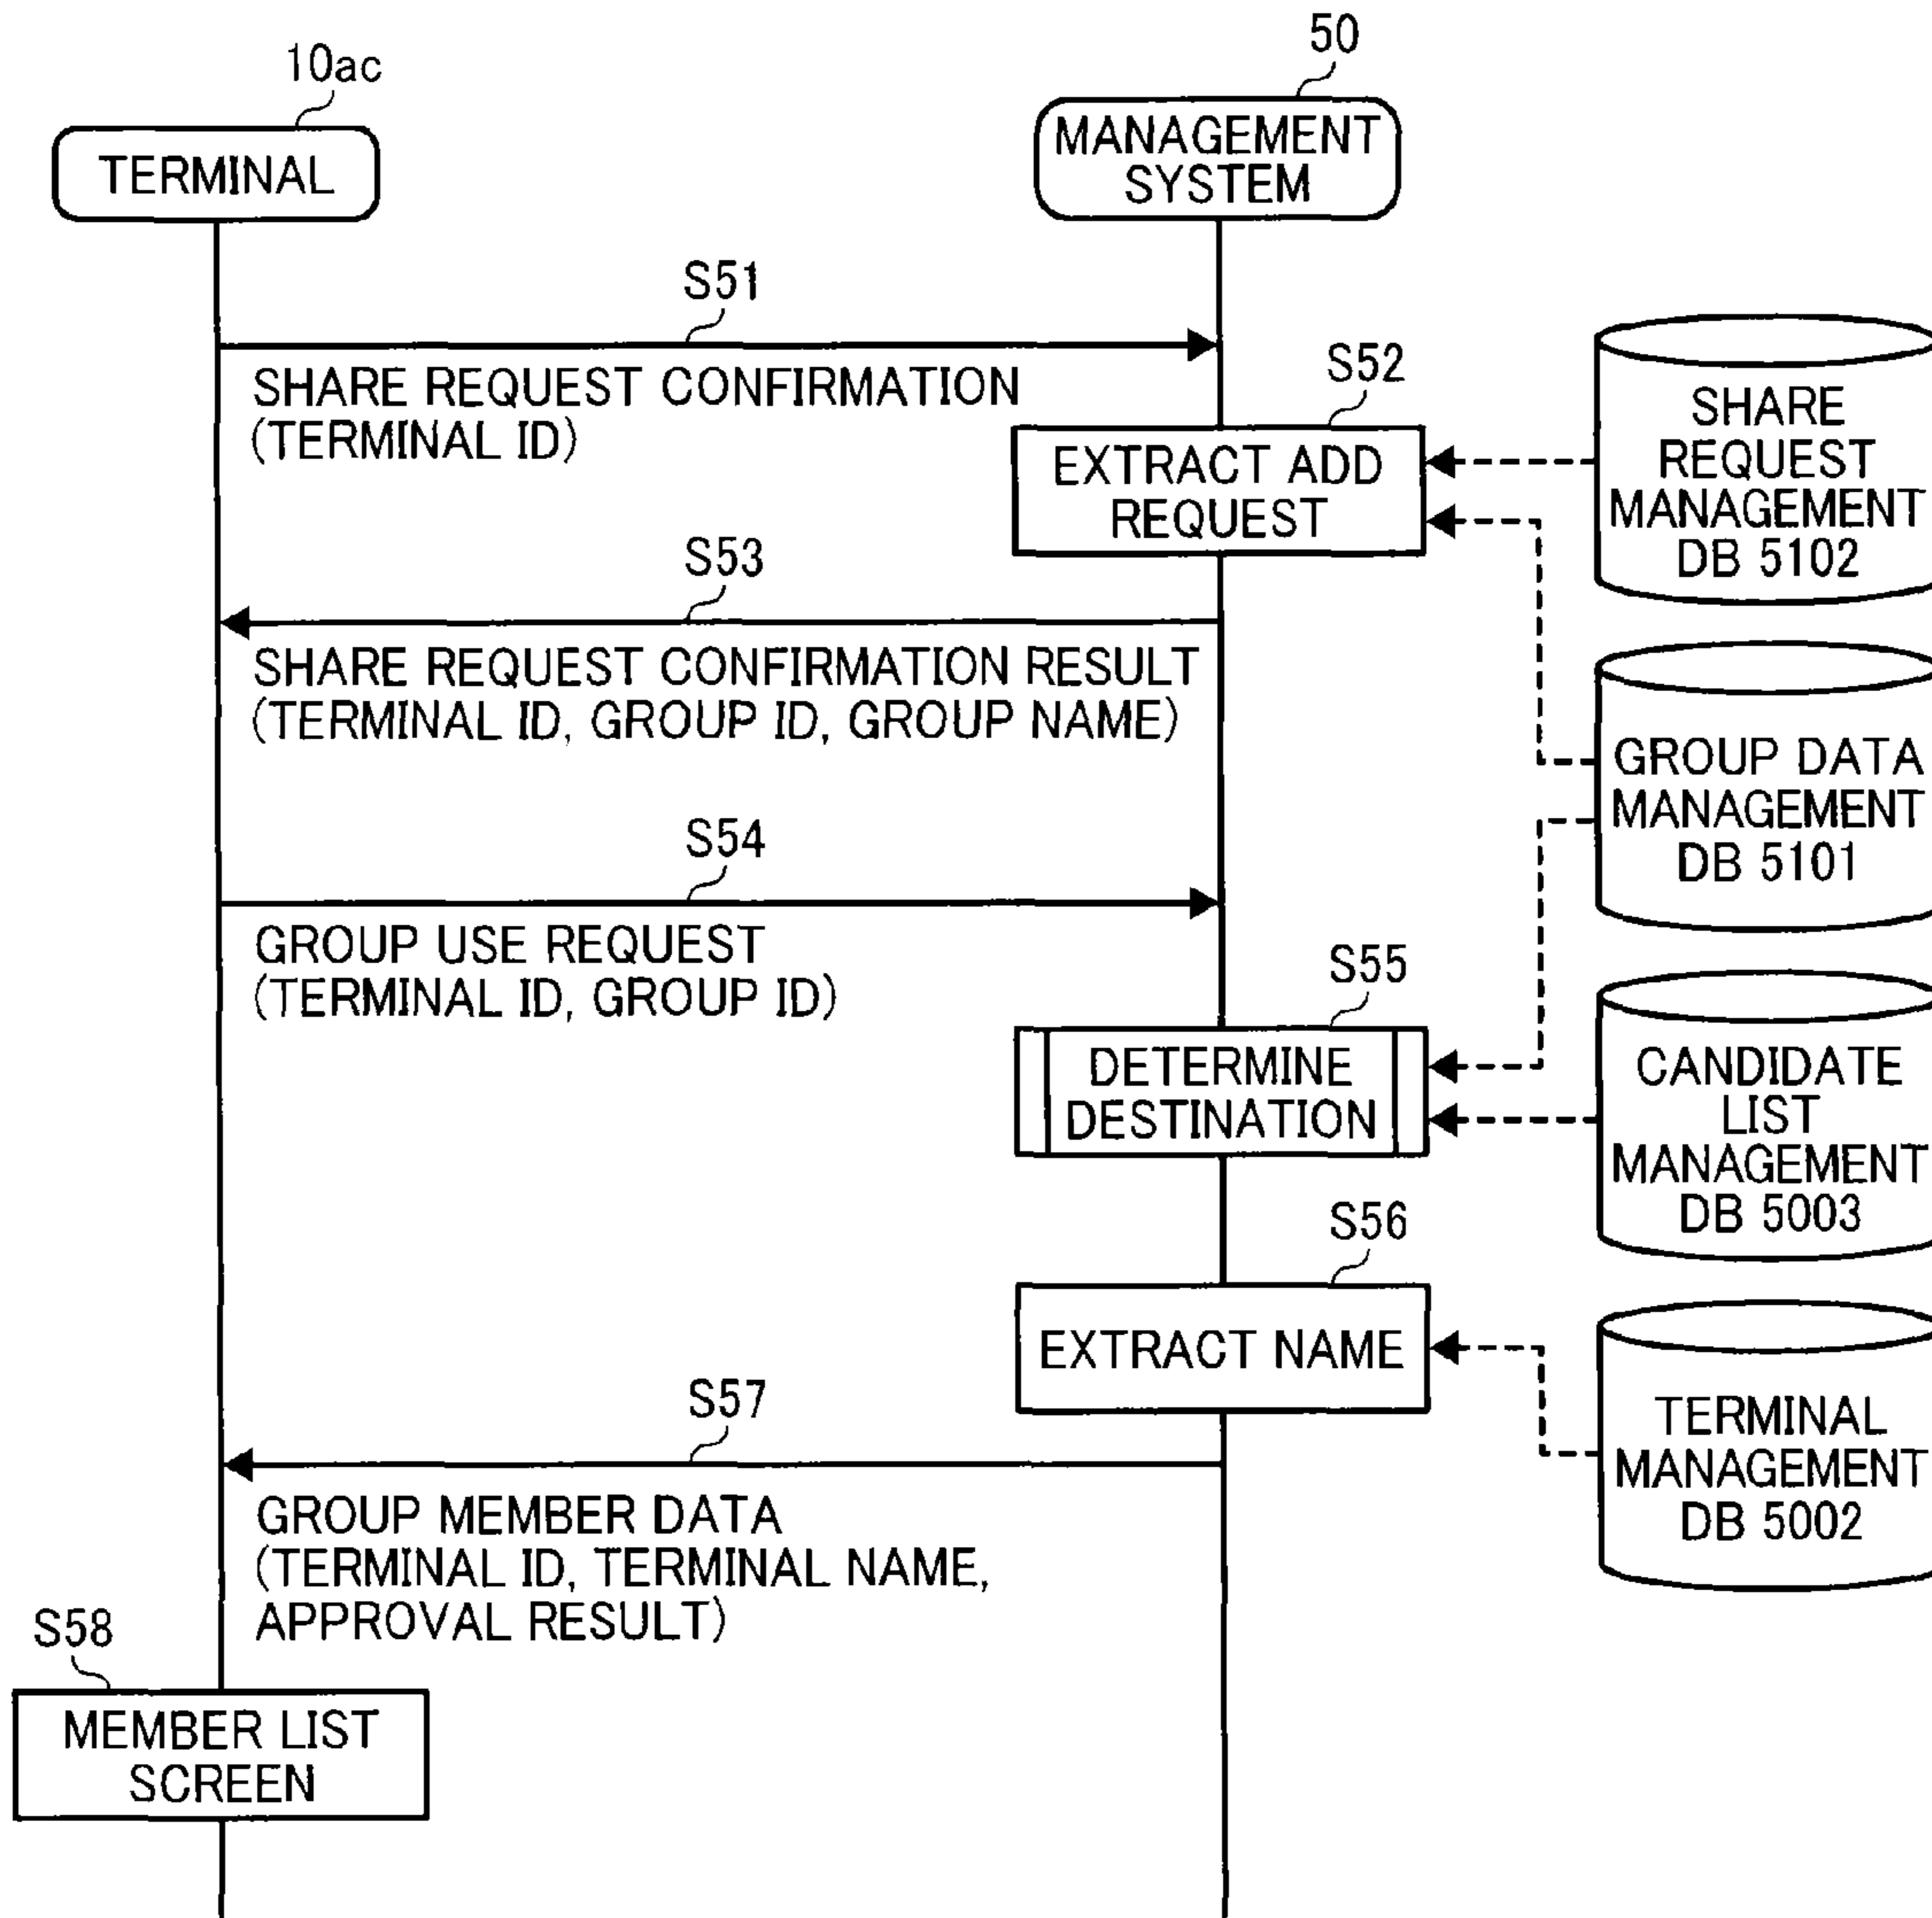 10ac
TERMINAL
50
MANAGEMENT
SYSTEM
S51
SHARE REQUEST CONFIRMATION
(TERMINAL ID)
S52
EXTRACT ADD
REQUEST
SHARE
REQUEST
MANAGEMENT
DB 5102
S53
SHARE REQUEST CONFIRMATION RESULT
(TERMINAL ID, GROUP ID, GROUP NAME)
GROUP DATA
MANAGEMENT
DB 5101
S54
GROUP USE REQUEST
(TERMINAL ID, GROUP ID)
S55
DETERMINE
DESTINATION
CANDIDATE
LIST
MANAGEMENT
DB 5003
S56
EXTRACT NAME
TERMINAL
MANAGEMENT
DB 5002
S57
GROUP MEMBER DATA
(TERMINAL ID, TERMINAL NAME,
APPROVAL RESULT)
S58
MEMBER LIST
SCREEN